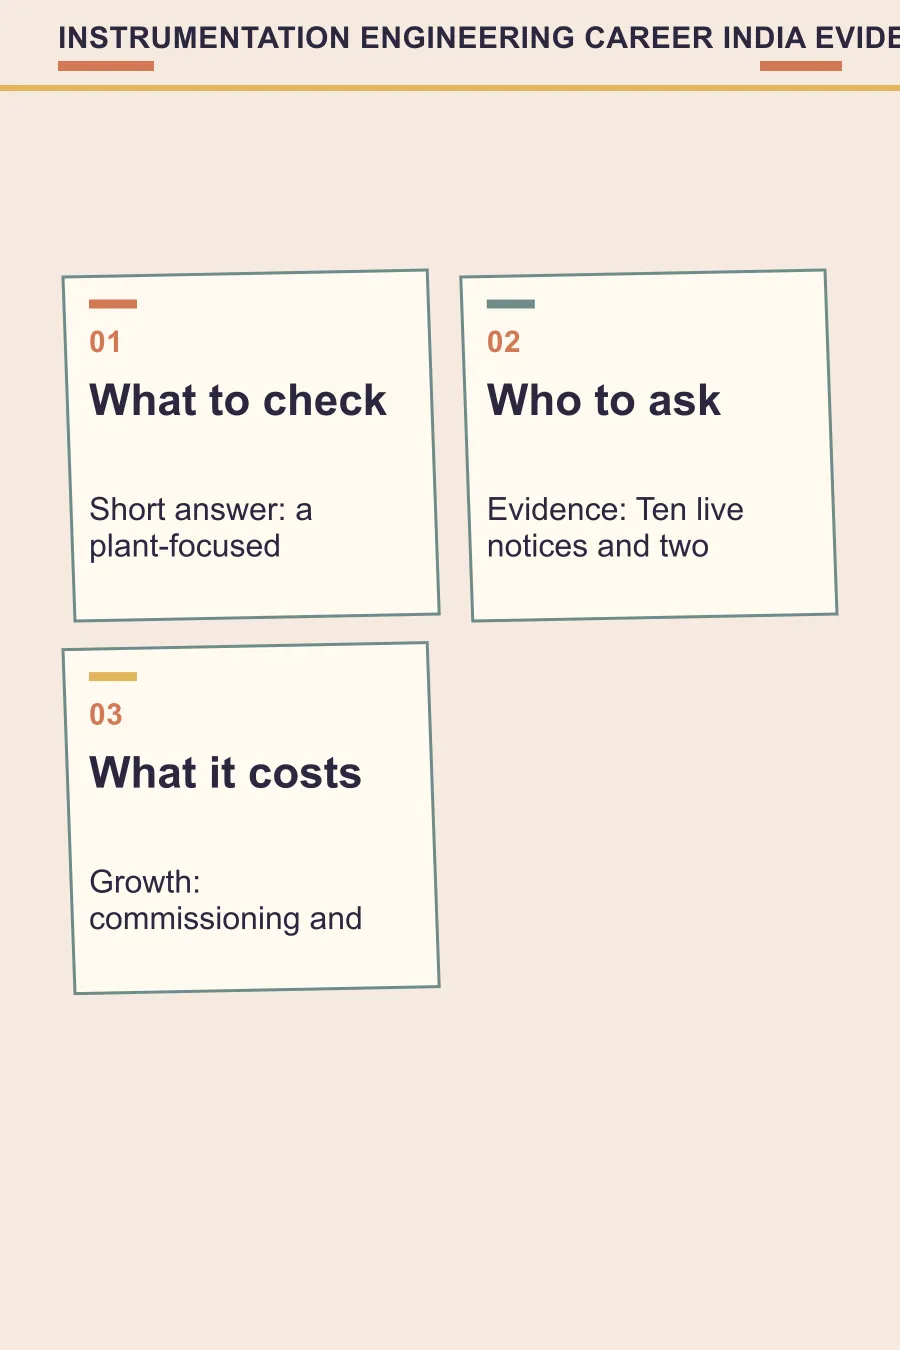 INSTRUMENTATION ENGINEERING CAREER INDIA
01
What to check
Short answer: a
plant-focused
02
Who to ask
Evidence: Ten live
notices and two
03
What it costs
Growth:
commissioning and